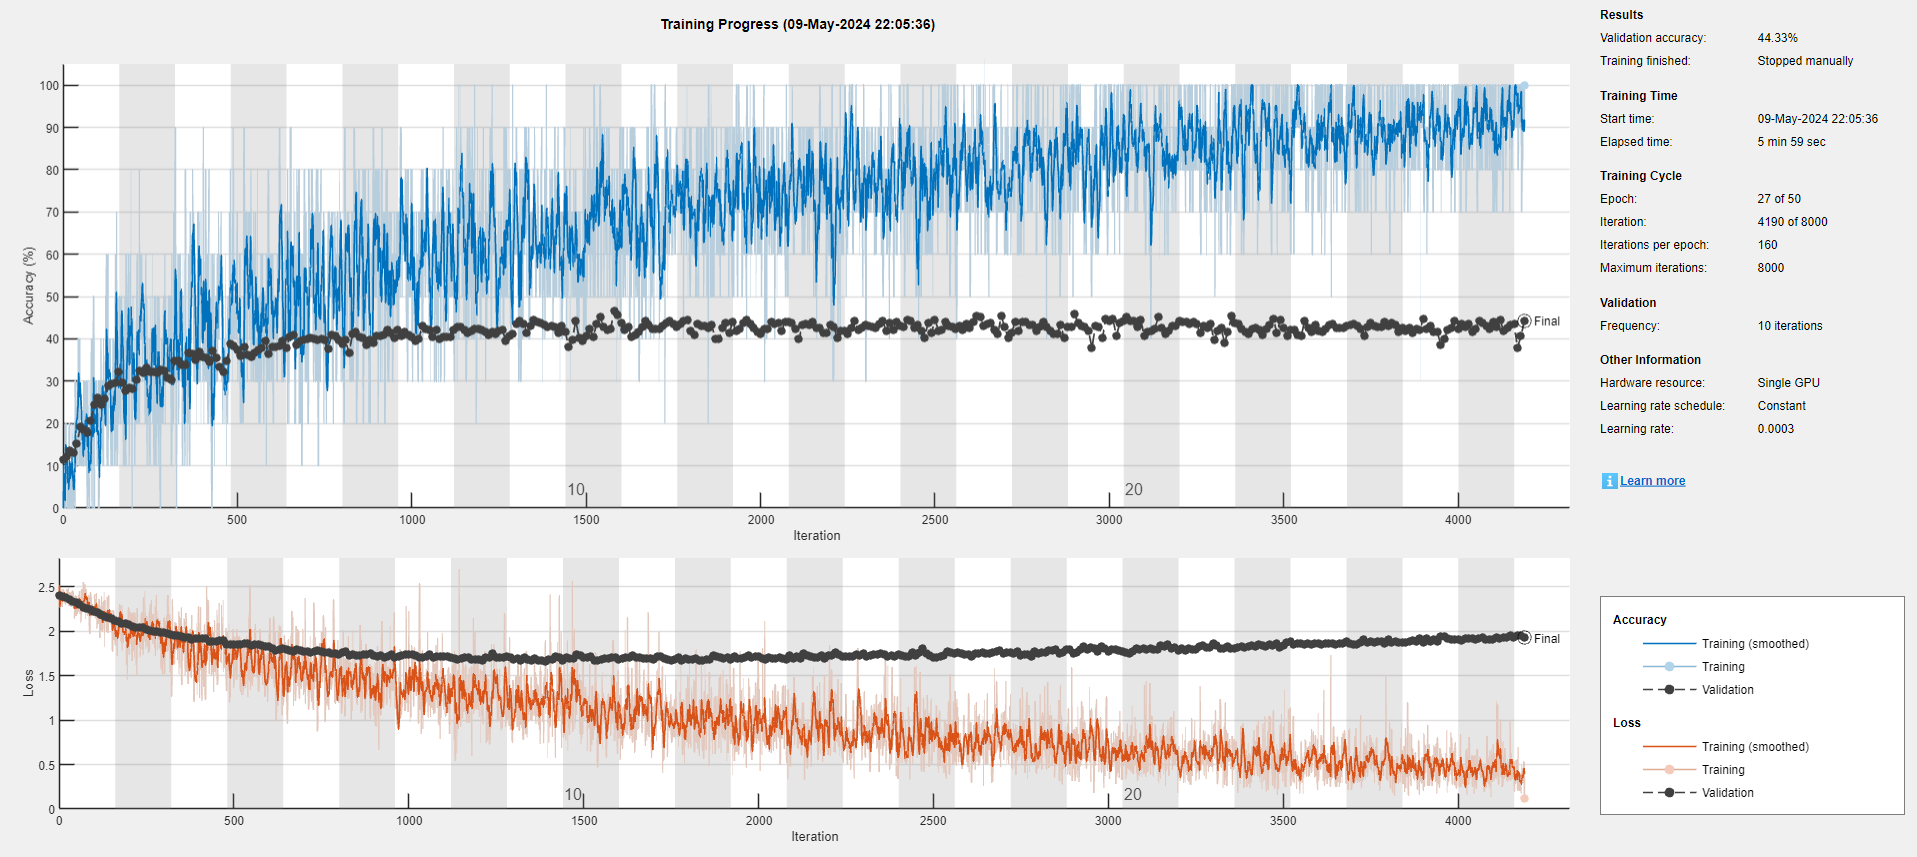 Training Progress (09-May-2024 22:05:36)
Accuracy (%)
100
90
80
70
60
50
40
30
20
10
0
Final
10
20
0
500
1000
1500
2000
2500
3000
3500
4000
Iteration
Loss
2.5
2
1.5
1
0.5
0
Final
10
20
0
500
1000
1500
2000
2500
3000
3500
4000
Iteration
Results
Validation accuracy: 44.33%
Training finished: Stopped manually
Training Time
Start time: 09-May-2024 22:05:36
Elapsed time: 5 min 59 sec
Training Cycle
Epoch: 27 of 50
Iteration: 4190 of 8000
Iterations per epoch: 160
Maximum iterations: 8000
Validation
Frequency: 10 iterations
Other Information
Hardware resource: Single GPU
Learning rate schedule: Constant
Learning rate: 0.0003
i Learn more
Accuracy
Training (smoothed)
Training
Validation
Loss
Training (smoothed)
Training
Validation